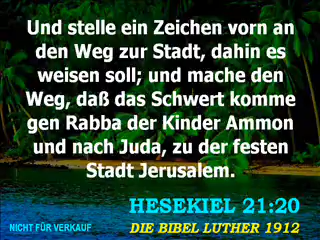 Und stelle ein Zeichen vorn an
den Weg zur Stadt, dahin es
weisen soll; und mache den
Weg, daß das Schwert komme
gen Rabba der Kinder Ammon
und nach Juda, zu der festen
Stadt Jerusalem.
HESEKIEL 21:20
NICHT FÜR VERKAUF
DIE BIBEL LUTHER 1912